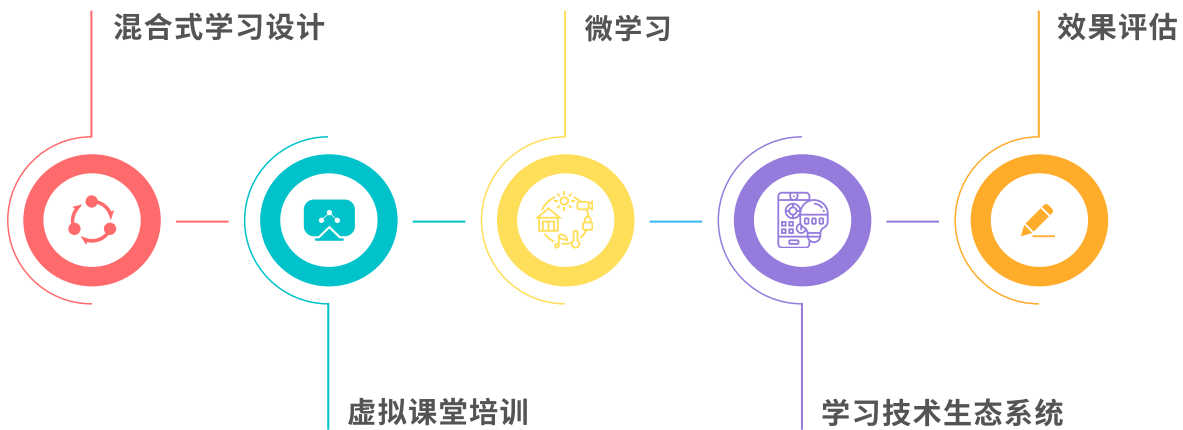 混合式学习设计
虚拟课堂培训
微学习
学习技术生态系统
效果评估